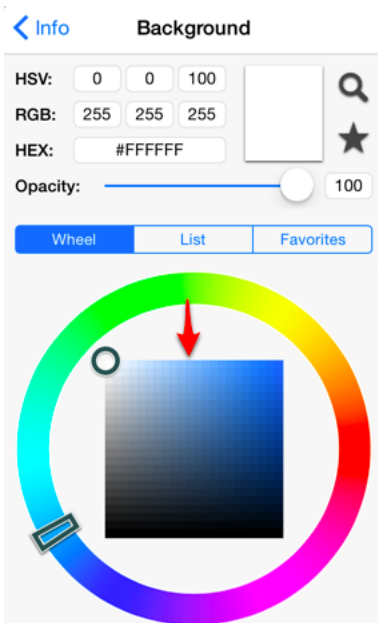 Info Background
HSV: 0 0 100
RGB: 255 255 255
HEX: #FFFFFF
Opacity: 100
Wheel List Favorites